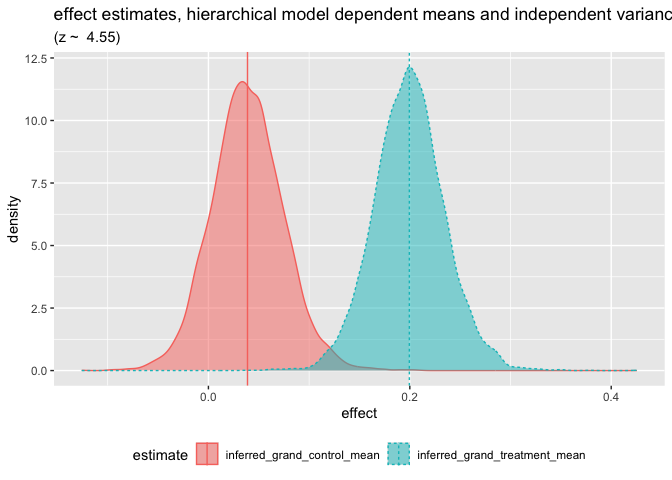 effect estimates, hierarchical model dependent means and independent varianc
(z ~ 4.55)
12.5
10.0
7.5
5.0
2.5
0.0
density
0.0 0.2 0.4
effect
estimate inferred_grand_control_mean inferred_grand_treatment_mean